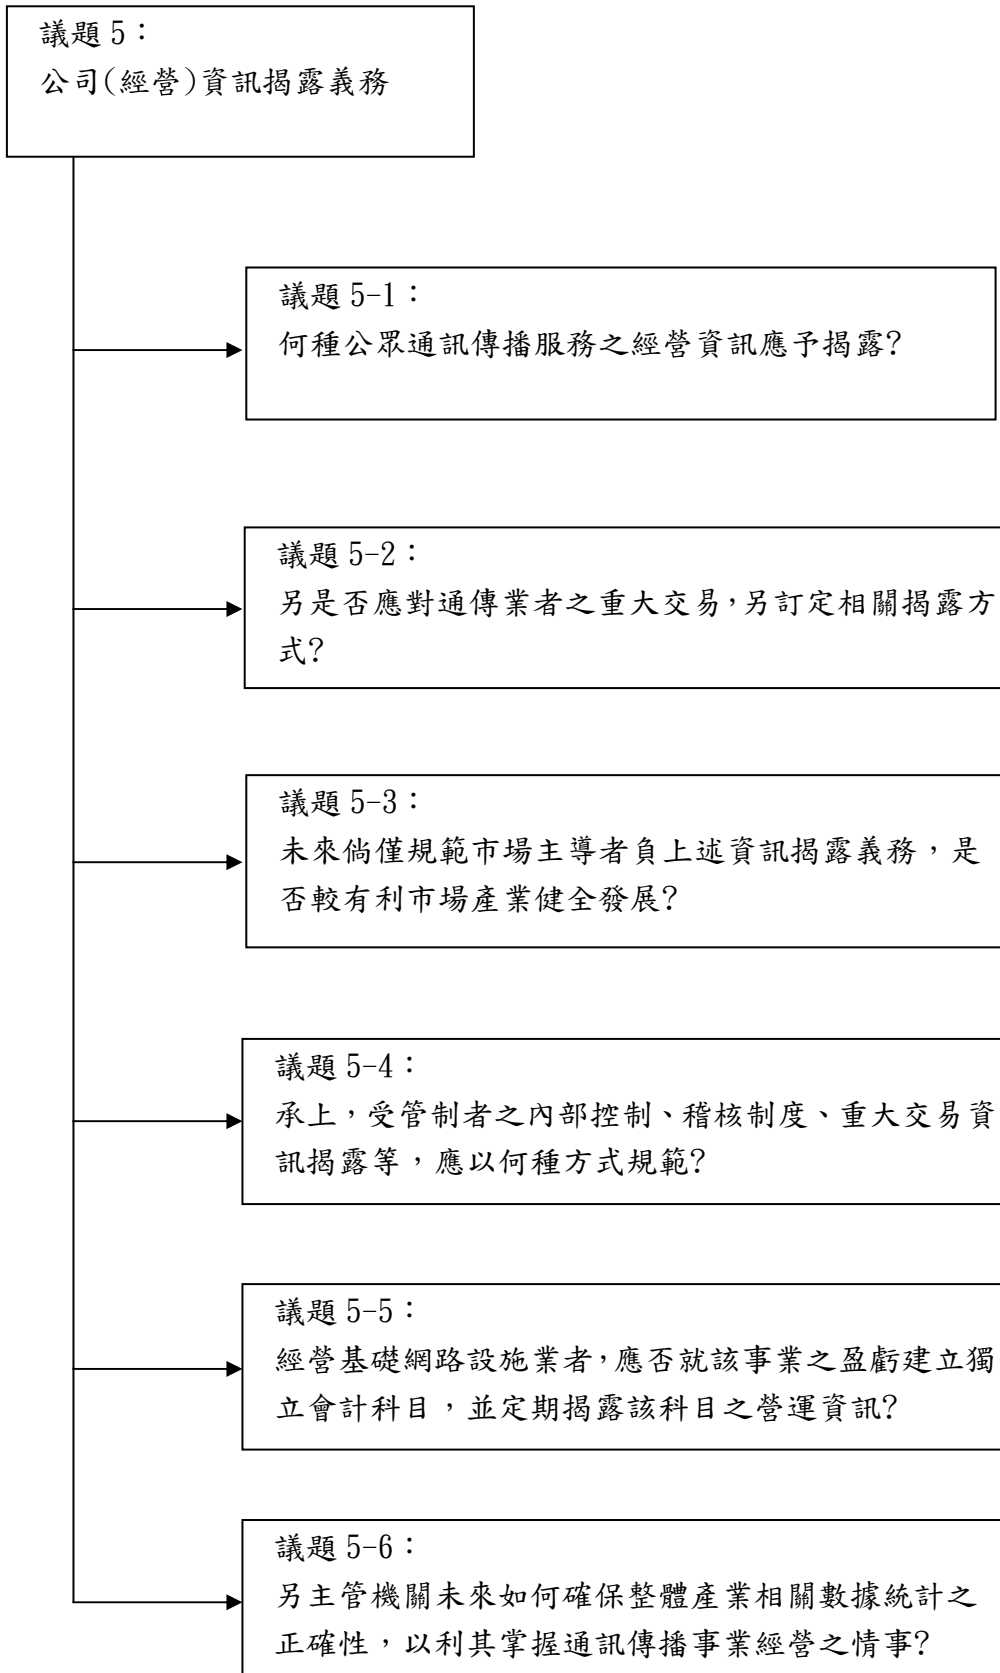 議題 5：
公司(經營)資訊揭露義務
議題 5-1：
何種公眾通訊傳播服務之經營資訊應予揭露?
議題 5-2：
另是否應對通傳業者之重大交易，另訂定相關揭露方
式?
議題 5-3：
未來倘僅規範市場主導者負上述資訊揭露義務，是
否較有利市場產業健全發展?
議題 5-4：
承上，受管制者之內部控制、稽核制度、重大交易資
訊揭露等，應以何種方式規範?
議題 5-5：
經營基礎網路設施業者，應否就該事業之盈虧建立獨
立會計科目，並定期揭露該科目之營運資訊?
議題 5-6：
另主管機關未來如何確保整體產業相關數據統計之
正確性，以利其掌握通訊傳播事業經營之情事?